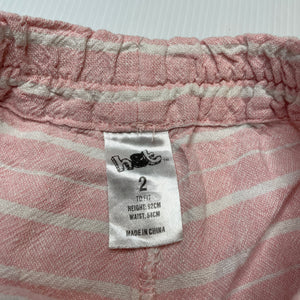 2
TO FIT
HEIGHT: 92CM
WAIST: 54CM
MADE IN CHINA